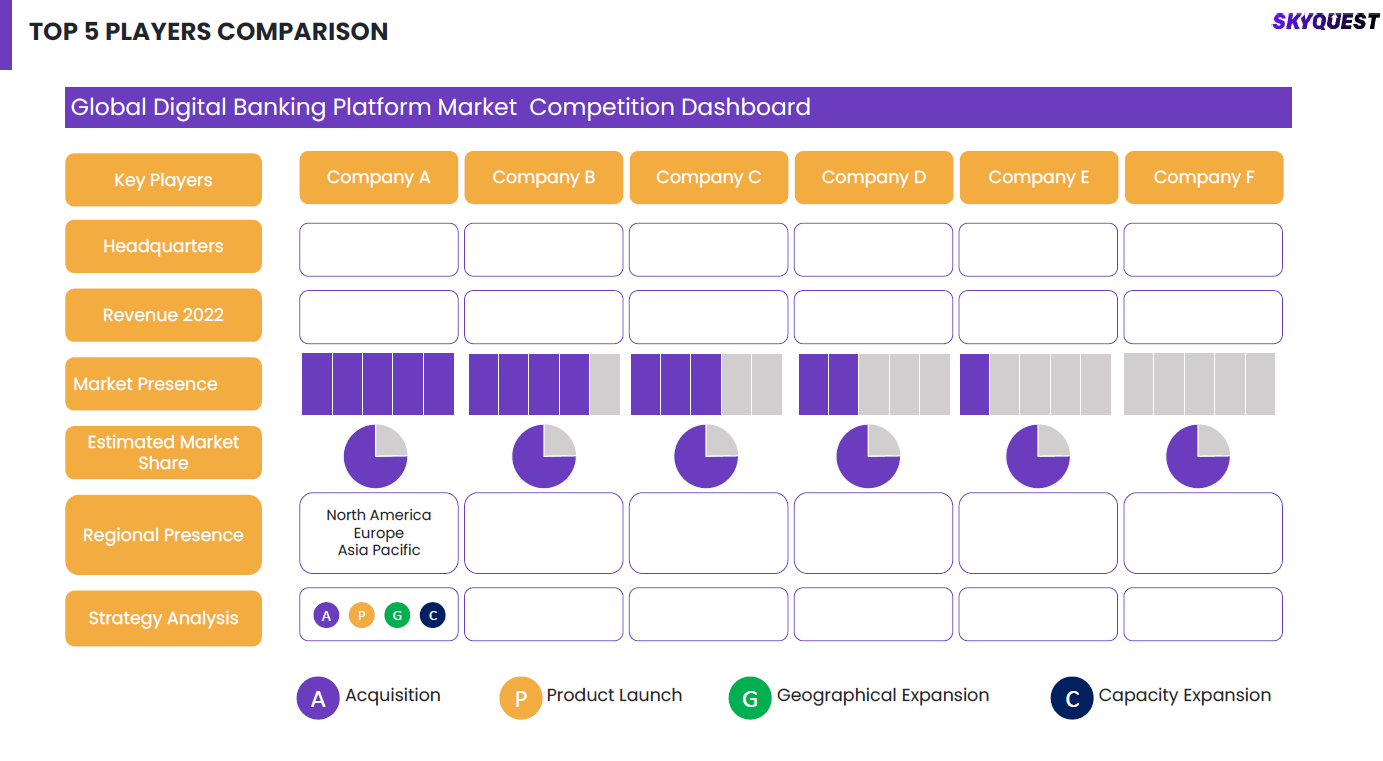 TOP 5 PLAYERS COMPARISON
SKYQUEST
Global Digital Banking Platform Market  Competition Dashboard
Key Players
Company A
Company B
Company C
Company D
Company E
Company F
Headquarters
Revenue 2022
Market Presence
Estimated Market
Share
Regional Presence
North America
Europe
Asia Pacific
Strategy Analysis
A P G C
A Acquisition
P Product Launch
G Geographical Expansion
C Capacity Expansion